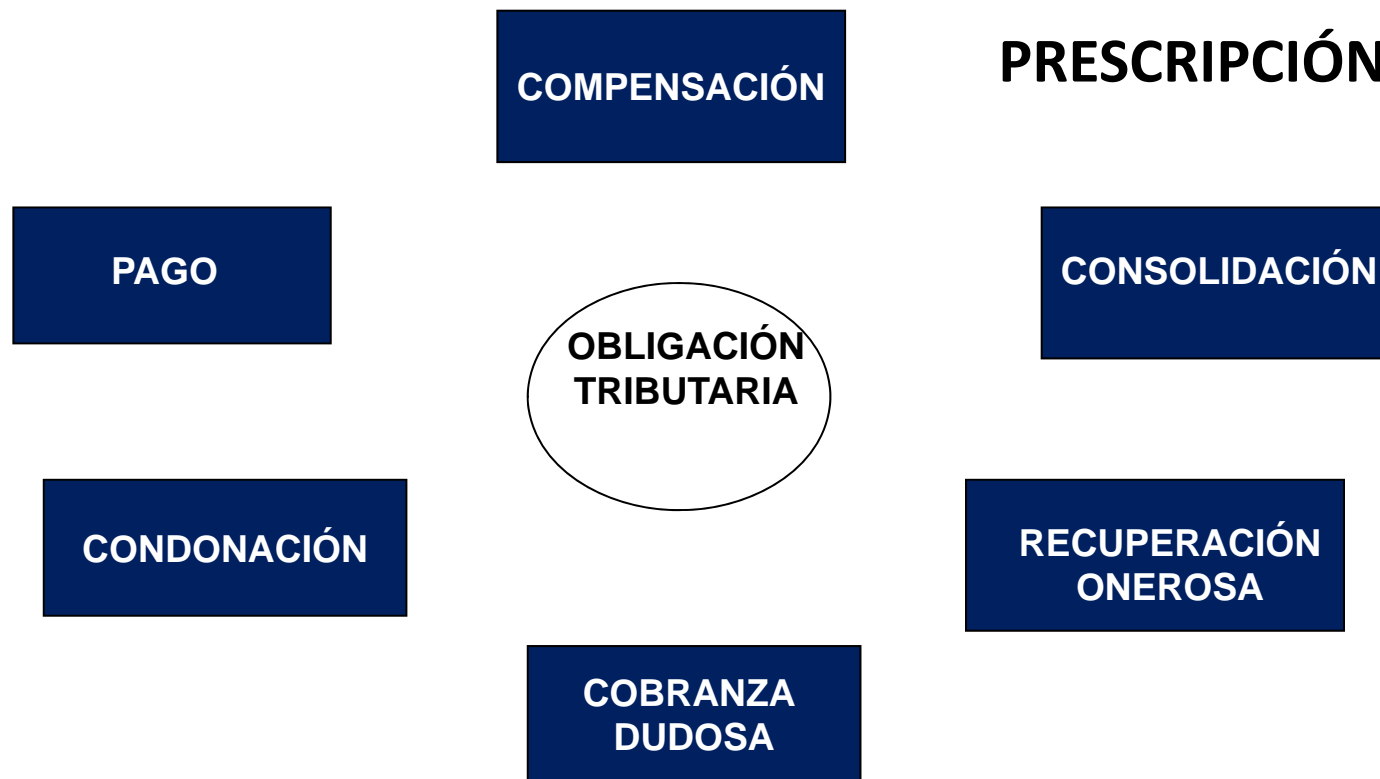 PRESCRIPCIÓN
COMPENSACIÓN
PAGO
CONSOLIDACIÓN
OBLIGACIÓN
TRIBUTARIA
CONDONACIÓN
RECUPERACIÓN
ONEROSA
COBRANZA
DUDOSA